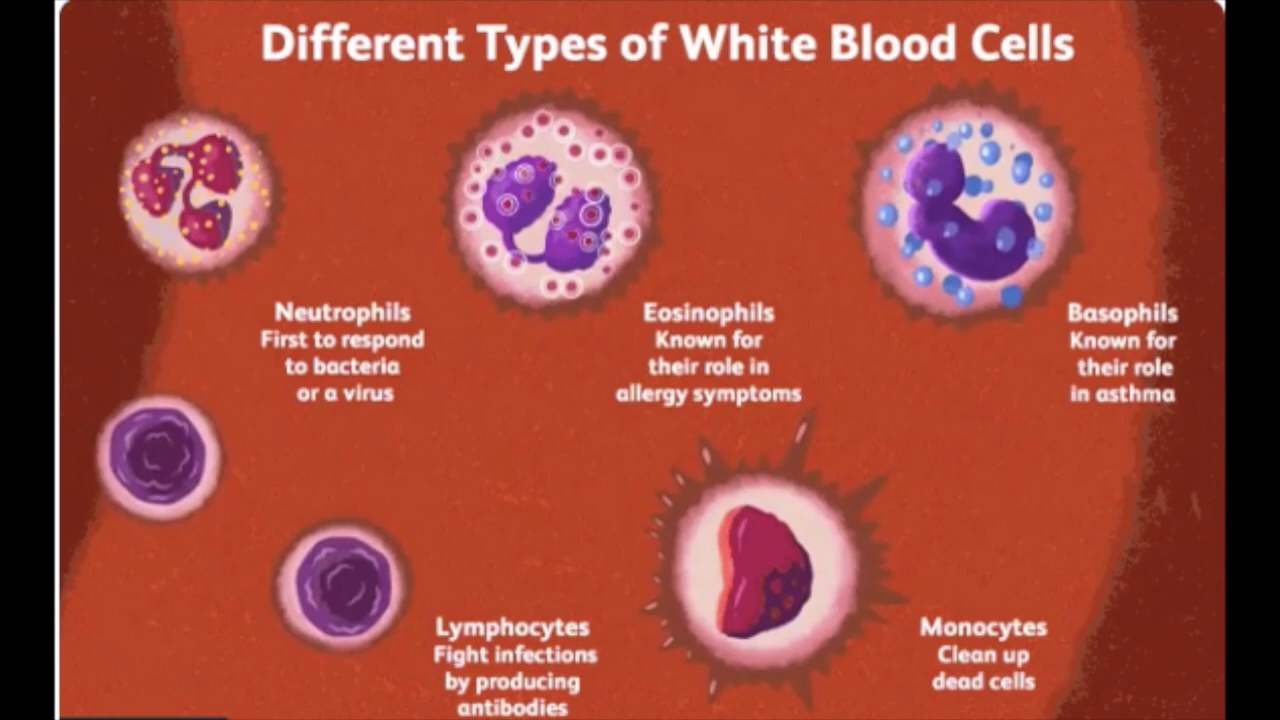 Different Types of White Blood Cells
Neutrophils
First to respond
to bacteria
or a virus
Eosinophils
Known for
their role in
allergy symptoms
Basophils
Known for
their role
in asthma
Lymphocytes
Fight infections
by producing
antibodies
Monocytes
Clean up
dead cells